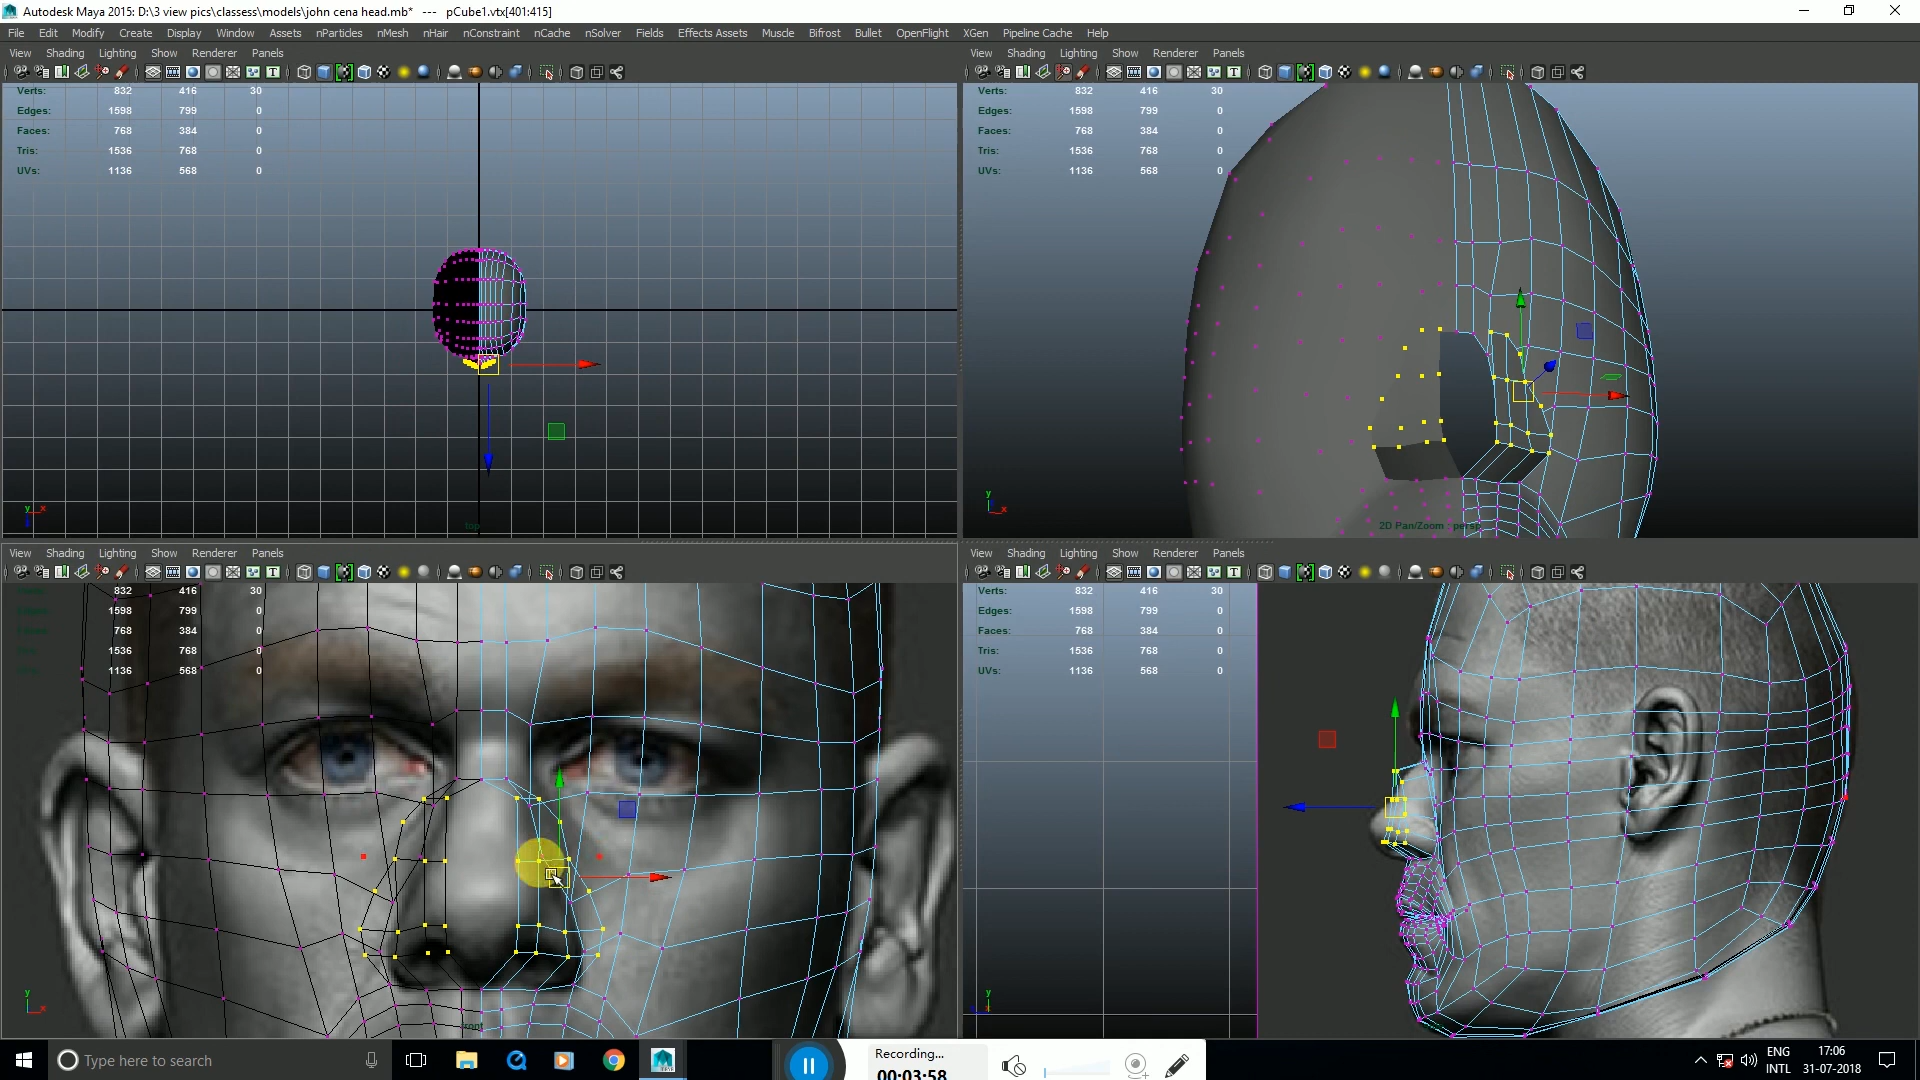 Autodesk Maya 2015: D:\3 view pics\classess\models\john cena head.mb* --- pCube1.vtx[401:415]
File Edit Modify Create Display Window Assets nParticles nMesh nHair nConstraint nCache nSolver Fields Effects Assets Muscle Bifrost Bullet OpenFlight XGen Pipeline Cache Help
View Shading Lighting Show Renderer Panels
View Shading Lighting Show Renderer Panels
Verts: 832 416 30
Edges: 1598 799 0
Faces: 768 384 0
Tris: 1536 768 0
UVs: 1136 568 0
y
x
top
Verts: 832 416 30
Edges: 1598 799 0
Faces: 768 384 0
Tris: 1536 768 0
UVs: 1136 568 0
y
x
2D Pan/Zoom : persp
View Shading Lighting Show Renderer Panels
View Shading Lighting Show Renderer Panels
832 416 30
1598 799 0
768 384 0
1536 768 0
1136 568 0
y
x
front
Verts: 832 416 30
Edges: 1598 799 0
Faces: 768 384 0
Tris: 1536 768 0
UVs: 1136 568 0
y
Type here to search
Recording...
00:03:58
ENG
INTL
17:06
31-07-2018